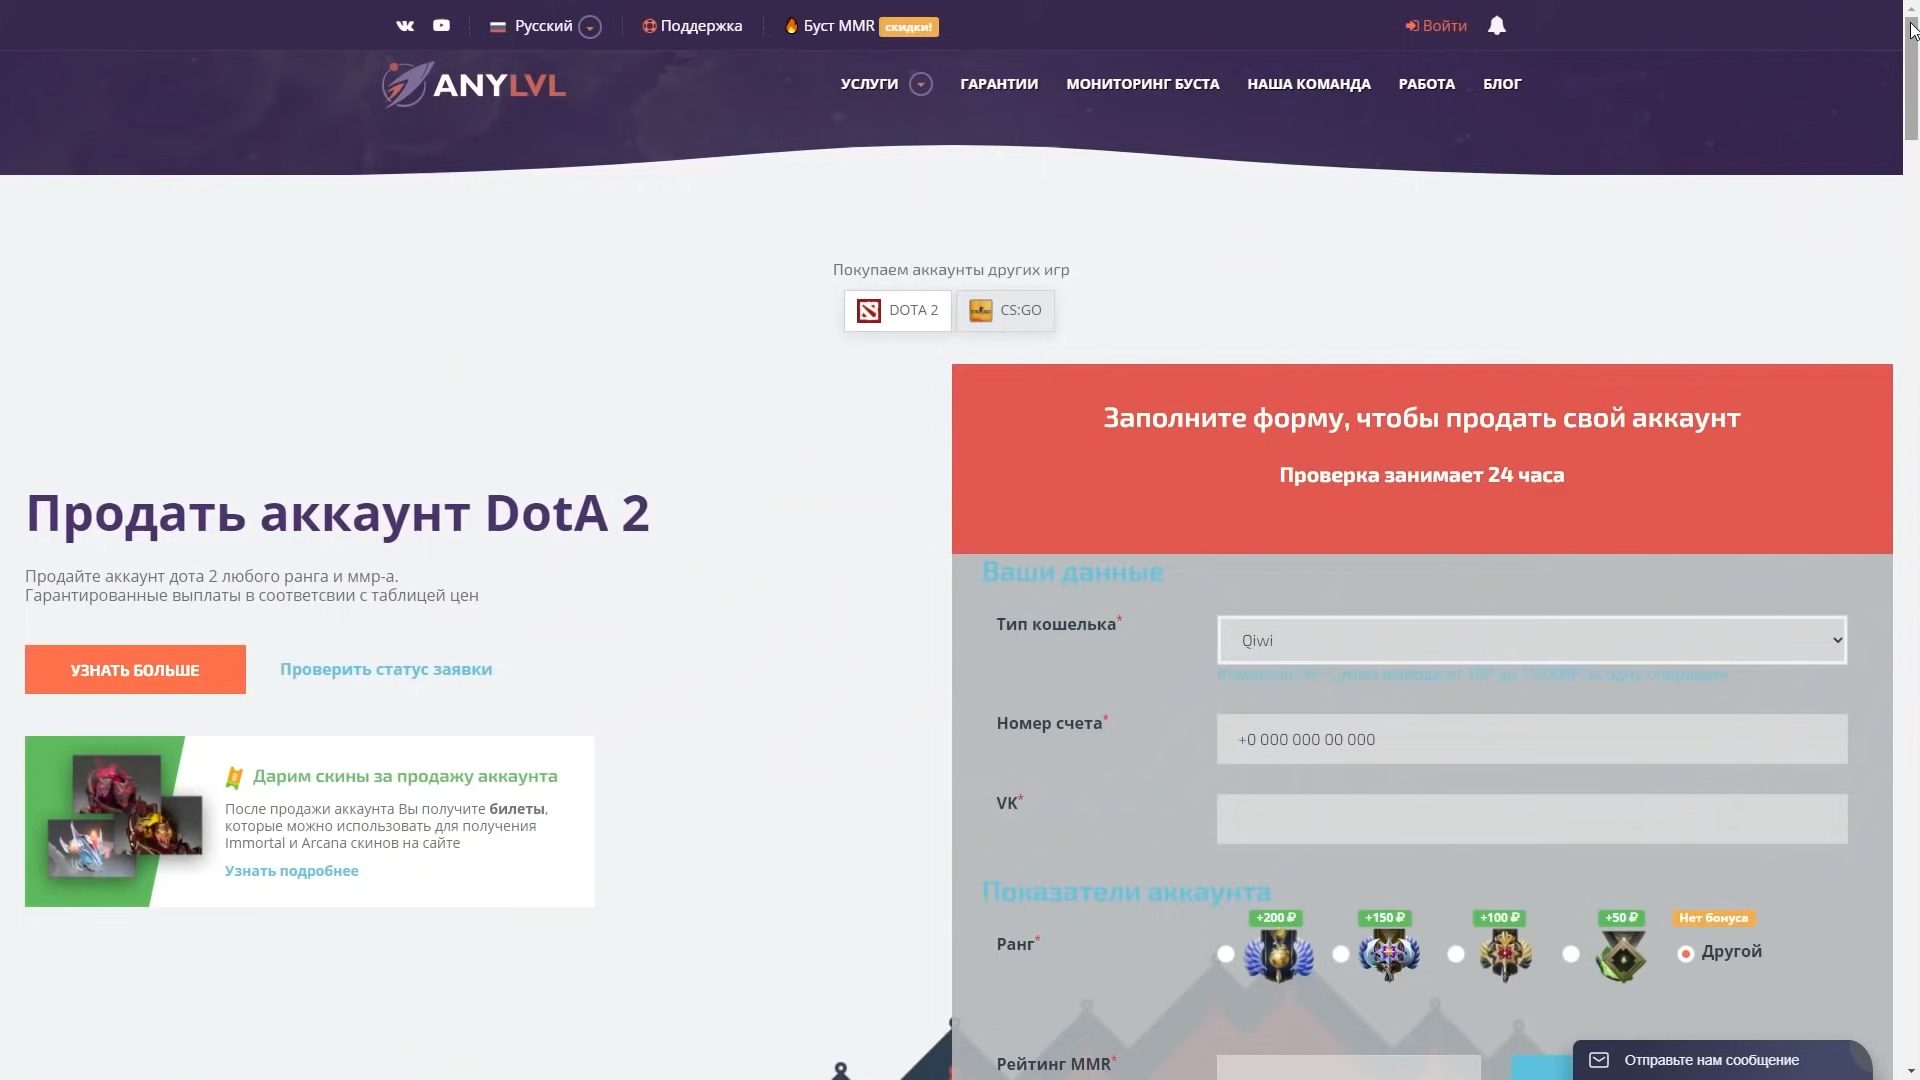 Русский
Поддержка
Буст MMR скидки!
Войти
ANYLVL
УСЛУГИ
ГАРАНТИИ
МОНИТОРИНГ БУСТА
НАША КОМАНДА
РАБОТА
БЛОГ
Покупаем аккаунты других игр
DOTA 2
CS:GO
Заполните форму, чтобы продать свой аккаунт
Проверка занимает 24 часа
Продать аккаунт DotA 2
Продайте аккаунт дота 2 любого ранга и ммр-а.
Гарантированные выплаты в соответсвии с таблицей цен
УЗНАТЬ БОЛЬШЕ
Проверить статус заявки
Дарим скины за продажу аккаунта
После продажи аккаунта Вы получите билеты,
которые можно использовать для получения
Immortal и Arcana скинов на сайте
Узнать подробнее
Ваши данные
Тип кошелька*
Qiwi
Номер счета*
+0 000 000 00 000
VK*
Показатели аккаунта
+200 ₽
+150 ₽
+100 ₽
+50 ₽
Нет бонуса
Ранг*
Другой
Рейтинг MMR*
Отправьте нам сообщение